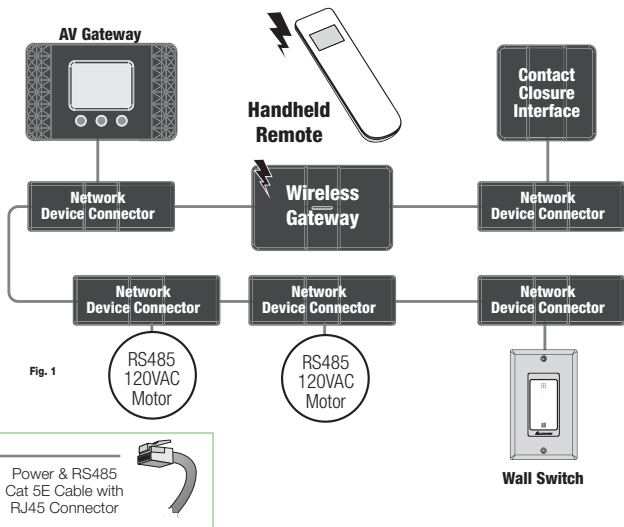 AV Gateway
Handheld
Remote
Contact
Closure
Interface
Network
Device Connector
Wireless
Gateway
Network
Device Connector
Network
Device Connector
Network
Device Connector
Network
Device Connector
Fig. 1
RS485
120VAC
Motor
RS485
120VAC
Motor
Wall Switch
Power & RS485
Cat 5E Cable with
RJ45 Connector